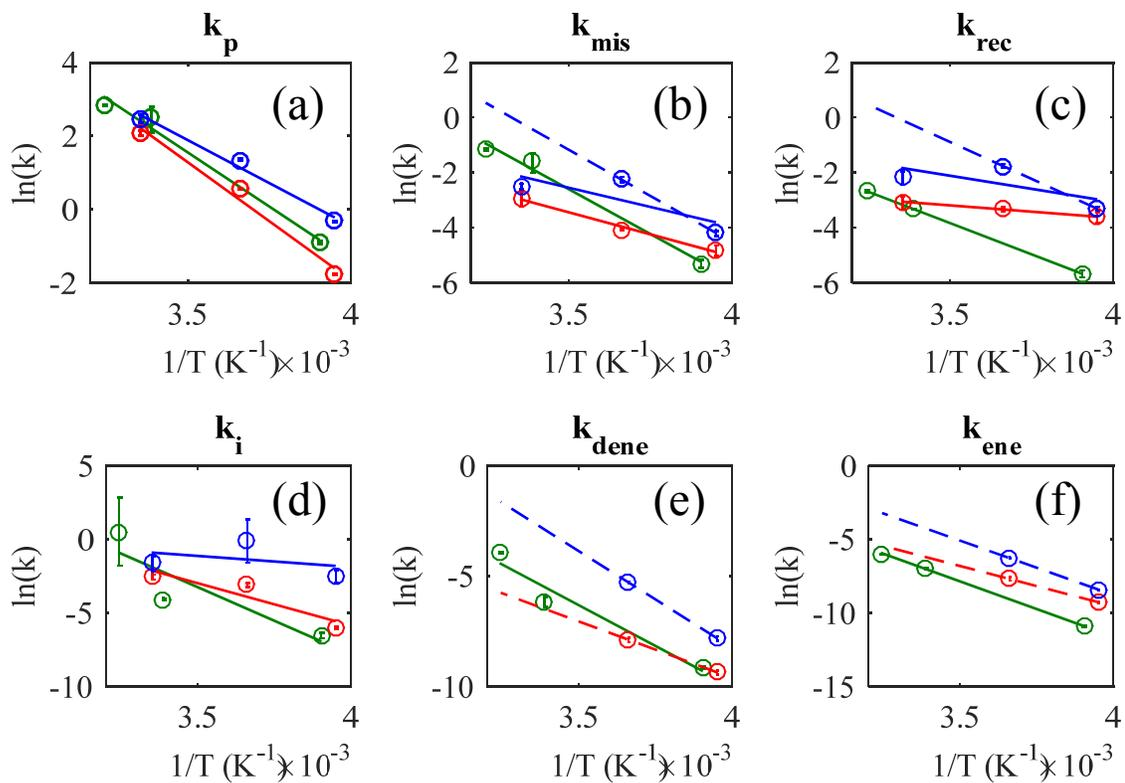 k_p
k_mis
k_rec
4
2
0
-2
ln(k)
(a)
3.5
4
1/T (K^-1)×10^-3
2
0
-2
-4
-6
ln(k)
(b)
3.5
4
1/T (K^-1)×10^-3
2
0
-2
-4
-6
ln(k)
(c)
3.5
4
1/T (K^-1)×10^-3
k_i
k_dene
k_ene
5
0
-5
-10
ln(k)
(d)
3.5
4
1/T (K^-1)×10^-3
0
-5
-10
ln(k)
(e)
3.5
4
1/T (K^-1)×10^-3
0
-5
-10
-15
ln(k)
(f)
3.5
4
1/T (K^-1)×10^-3